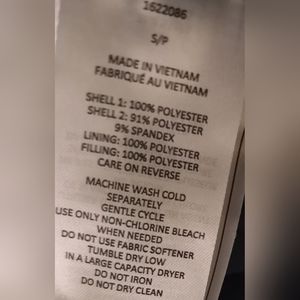 1622086
S/P
MADE IN VIETNAM
FABRIQUÉ AU VIETNAM
SHELL 1: 100% POLYESTER
SHELL 2: 91% POLYESTER
9% SPANDEX
LINING: 100% POLYESTER
FILLING: 100% POLYESTER
CARE ON REVERSE
MACHINE WASH COLD
SEPARATELY
GENTLE CYCLE
USE ONLY NON-CHLORINE BLEACH
WHEN NEEDED
DO NOT USE FABRIC SOFTENER
TUMBLE DRY LOW
IN A LARGE CAPACITY DRYER
DO NOT IRON
DO NOT DRY CLEAN